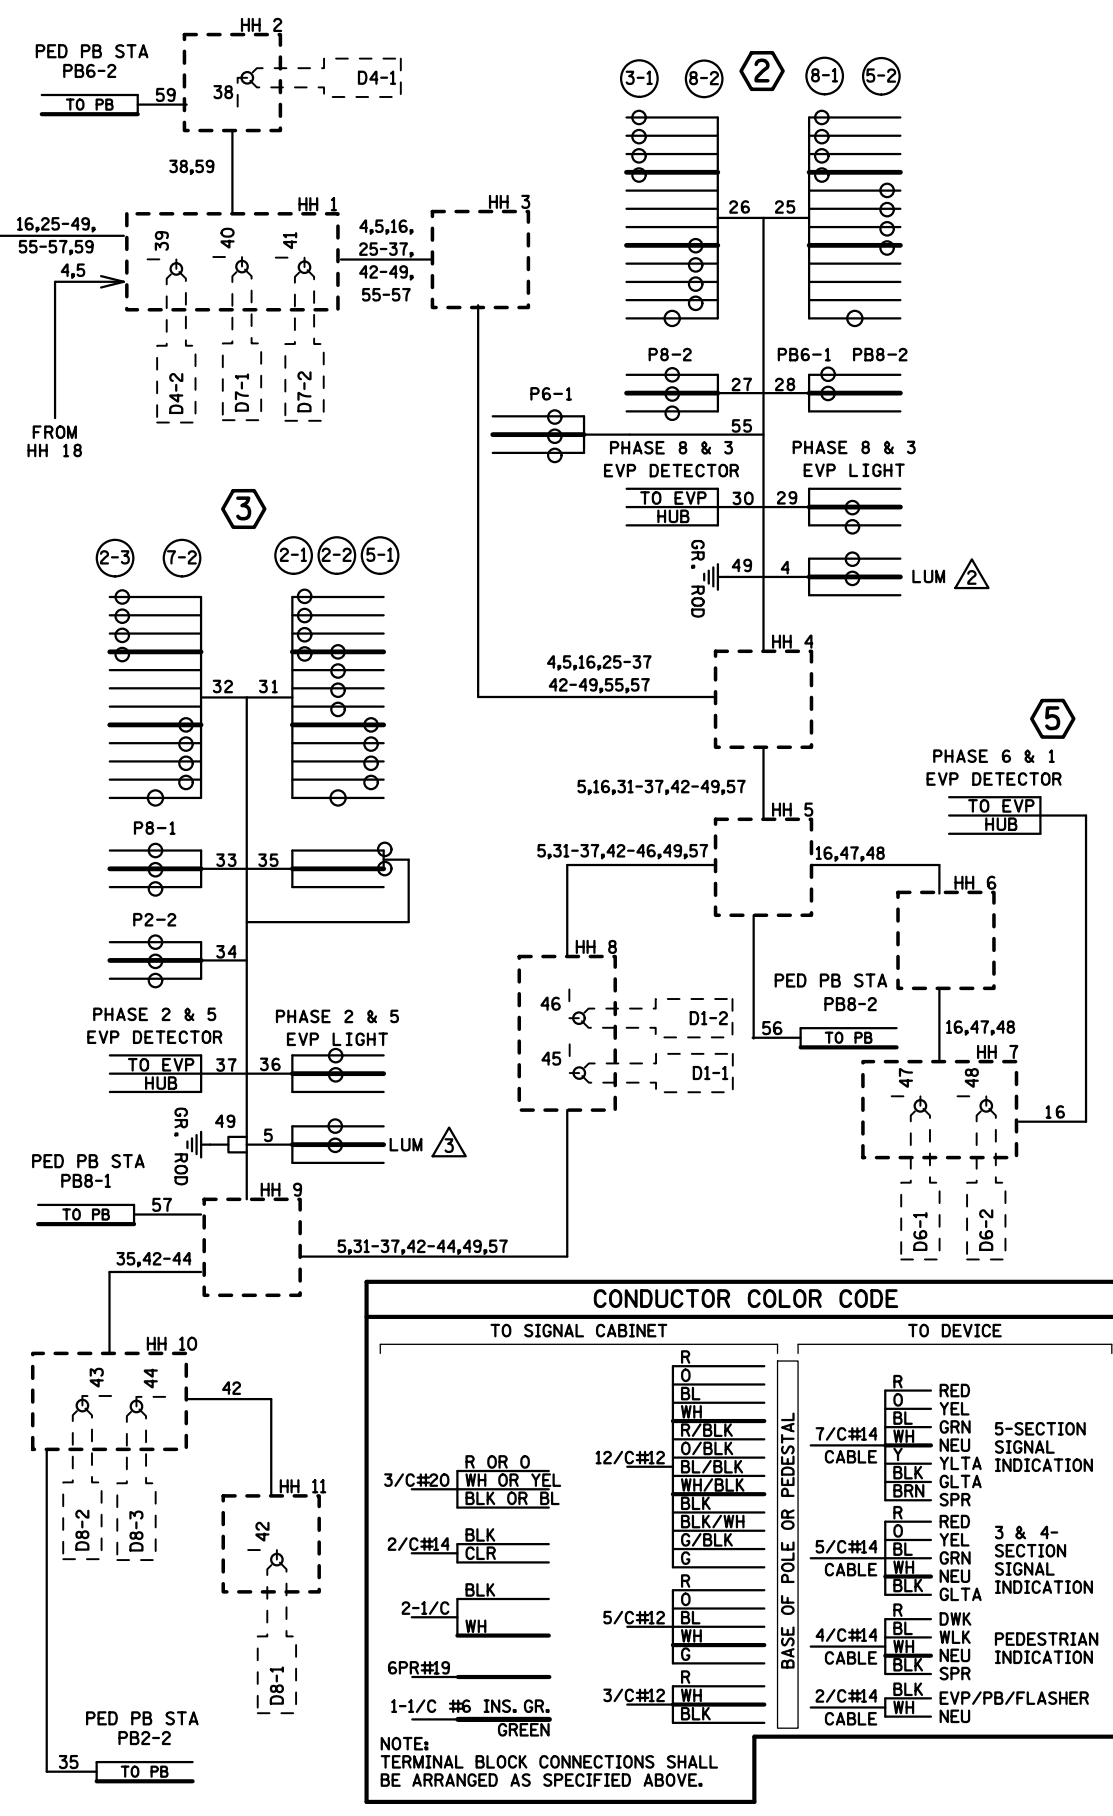 HH 2
PED PB STA
PB6-2
TO PB
59
38
D4-1
38,59
HH 1
16,25-49,
55-57,59
4,5
39
40
41
D4-2
D7-1
D7-2
FROM
HH 18
4,5,16,
25-37,
42-49,
55-57
HH 3
3-1
8-2
2
8-1
5-2
26
25
P8-2
PB6-1
PB8-2
27
28
P6-1
55
PHASE 8 & 3
EVP DETECTOR
PHASE 8 & 3
EVP LIGHT
TO EVP
HUB
30
29
GR. ROD
49
4
LUM
2
HH 4
4,5,16,25-37
42-49,55,57
3
2-3
7-2
2-1
2-2
5-1
32
31
P8-1
33
35
P2-2
34
PHASE 2 & 5
EVP DETECTOR
PHASE 2 & 5
EVP LIGHT
TO EVP
HUB
37
36
GR. ROD
49
5
LUM
3
5,16,31-37,42-49,57
HH 5
5
PHASE 6 & 1
EVP DETECTOR
TO EVP
HUB
5,31-37,42-46,49,57
16,47,48
HH 6
HH 8
46
45
D1-2
D1-1
PED PB STA
PB8-2
56
TO PB
16,47,48
HH 7
47
48
16
D6-1
D6-2
PED PB STA
PB8-1
TO PB
57
HH 9
5,31-37,42-44,49,57
35,42-44
HH 10
43
44
42
D8-2
D8-3
HH 11
42
D8-1
PED PB STA
PB2-2
35
TO PB
CONDUCTOR COLOR CODE
TO SIGNAL CABINET
TO DEVICE
3/C#20
R OR O
WH OR YEL
BLK OR BL
2/C#14
BLK
CLR
2-1/C
BLK
WH
6PR#19
1-1/C #6 INS. GR.
GREEN
12/C#12
R
O
BL
WH
R/BLK
O/BLK
BL/BLK
WH/BLK
BLK
BLK/WH
G/BLK
G
5/C#12
R
O
BL
WH
G
3/C#12
R
WH
BLK
BASE OF POLE OR PEDESTAL
7/C#14
CABLE
R RED
O YEL
BL GRN
WH NEU
Y YLTA
BLK GLTA
BRN SPR
5-SECTION
SIGNAL
INDICATION
5/C#14
CABLE
R RED
O YEL
BL GRN
WH NEU
BLK GLTA
3 & 4-
SECTION
SIGNAL
INDICATION
4/C#14
CABLE
R DWK
BL WLK
WH NEU
BLK SPR
PEDESTRIAN
INDICATION
2/C#14
CABLE
BLK EVP/PB/FLASHER
WH NEU
NOTE:
TERMINAL BLOCK CONNECTIONS SHALL
BE ARRANGED AS SPECIFIED ABOVE.